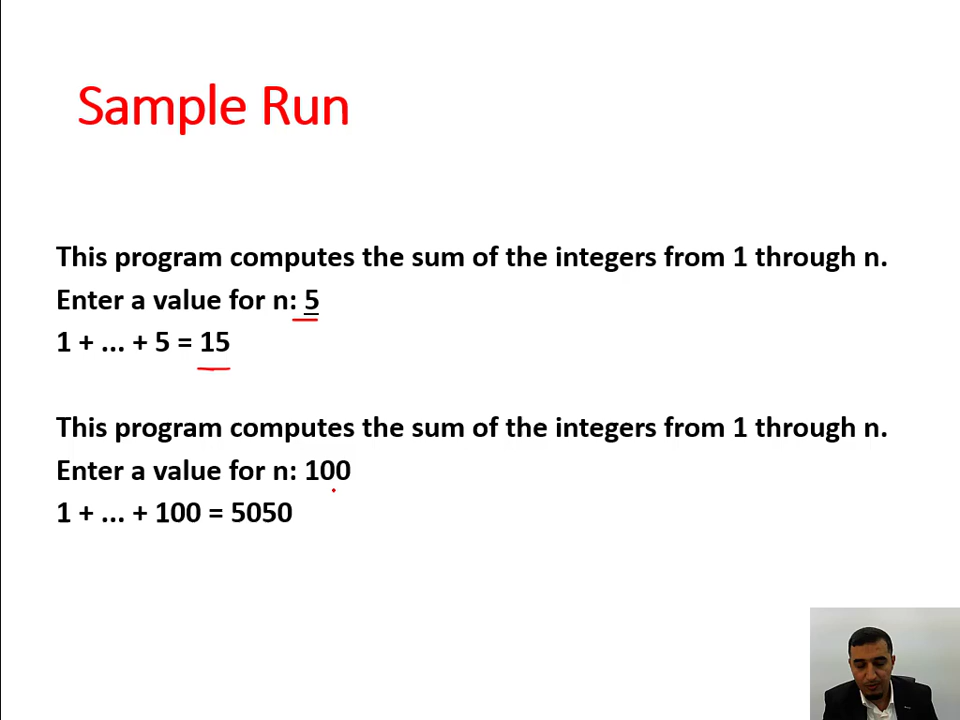 Sample Run
This program computes the sum of the integers from 1 through n.
Enter a value for n: 5
1 + ... + 5 = 15
This program computes the sum of the integers from 1 through n.
Enter a value for n: 100
1 + ... + 100 = 5050